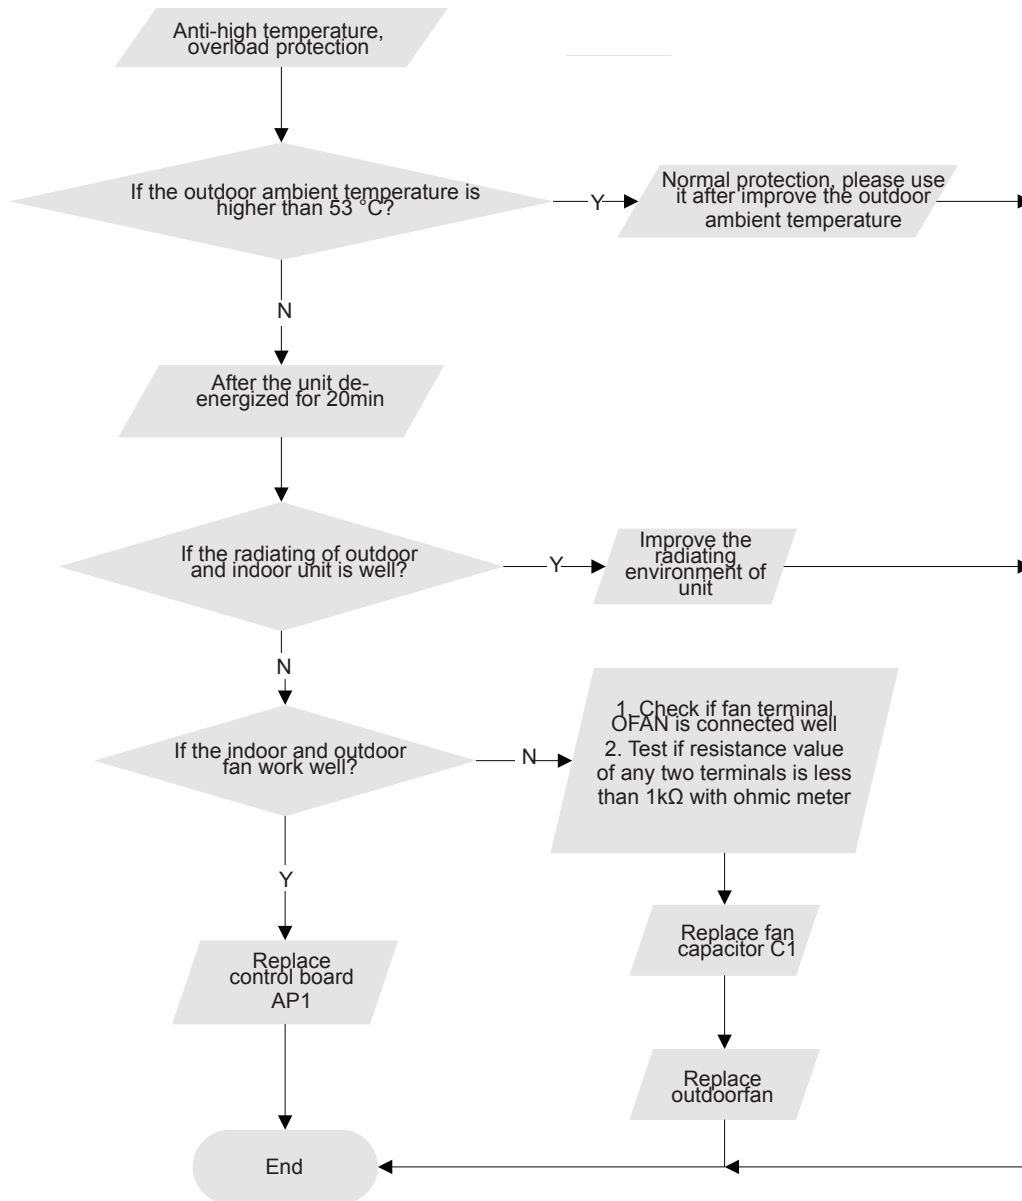 Anti-high temperature,
overload protection
If the outdoor ambient temperature is
higher than 53 °C?
Y
Normal protection, please use
it after improve the outdoor
ambient temperature
N
After the unit de-
energized for 20min
If the radiating of outdoor
and indoor unit is well?
Y
Improve the
radiating
environment of
unit
N
If the indoor and outdoor
fan work well?
N
1. Check if fan terminal
OFAN is connected well
2. Test if resistance value
of any two terminals is less
than 1kΩ with ohmic meter
Y
Replace fan
capacitor C1
Replace
control board
AP1
Replace
outdoorfan
End